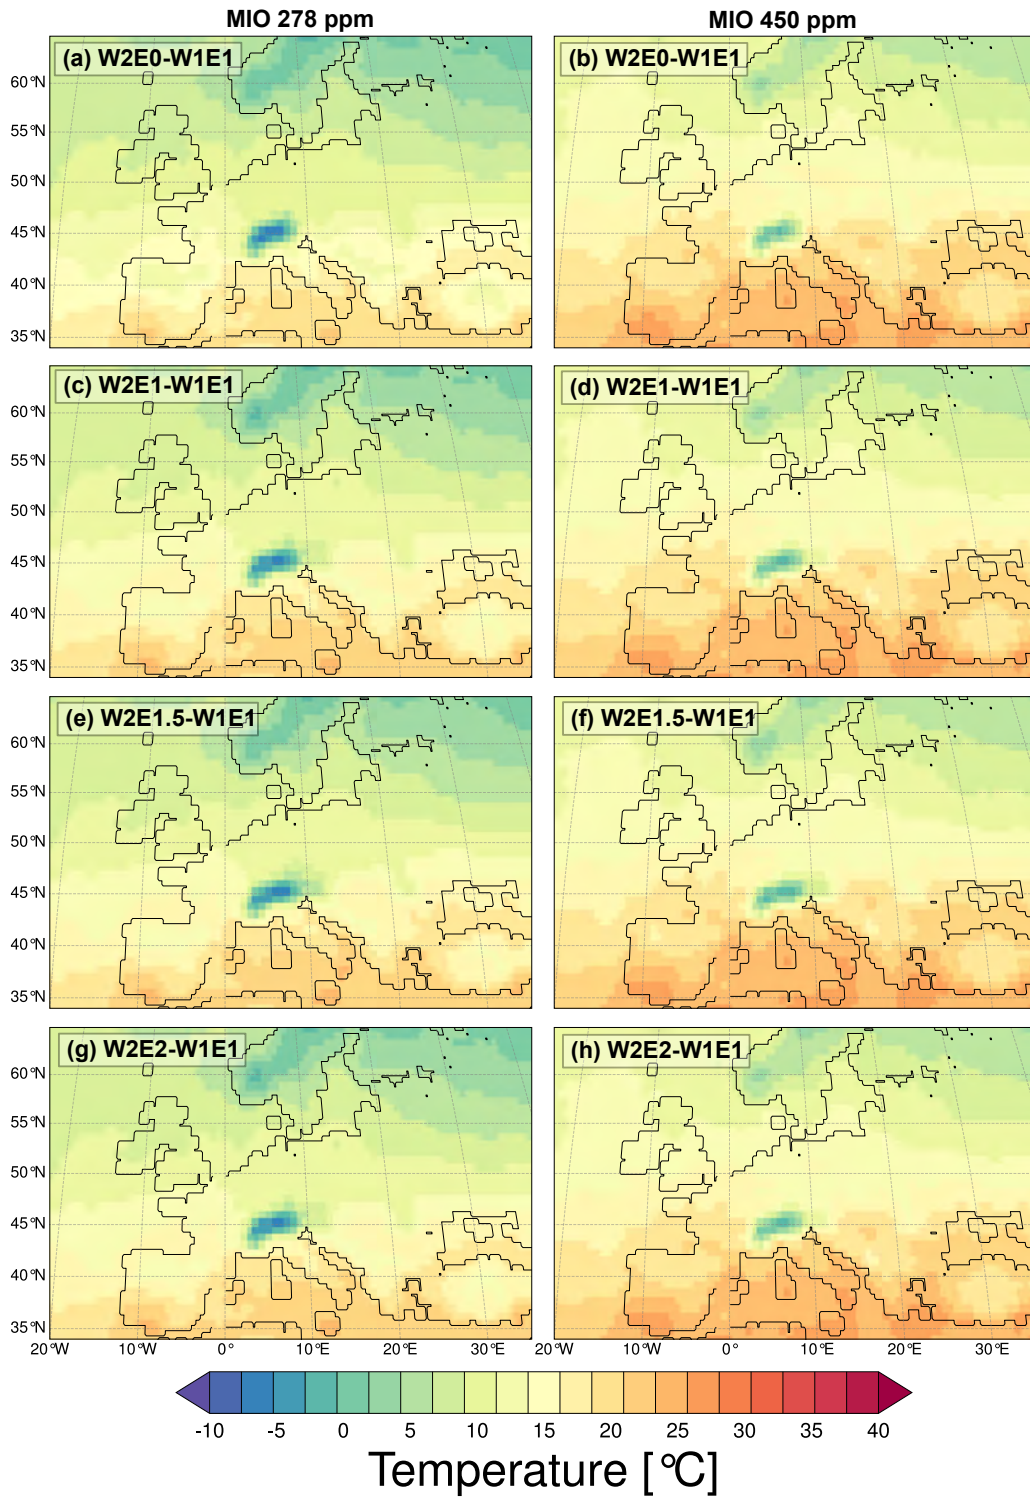 MIO 278 ppm
MIO 450 ppm
(a) W2E0-W1E1
(b) W2E0-W1E1
60°N
55°N
50°N
45°N
40°N
35°N
(c) W2E1-W1E1
(d) W2E1-W1E1
60°N
55°N
50°N
45°N
40°N
35°N
(e) W2E1.5-W1E1
(f) W2E1.5-W1E1
60°N
55°N
50°N
45°N
40°N
35°N
(g) W2E2-W1E1
(h) W2E2-W1E1
60°N
55°N
50°N
45°N
40°N
35°N
20°W 10°W 0° 10°E 20°E 30°E
20°W 10°W 0° 10°E 20°E 30°E
-10 -5 0 5 10 15 20 25 30 35 40
Temperature [°C]